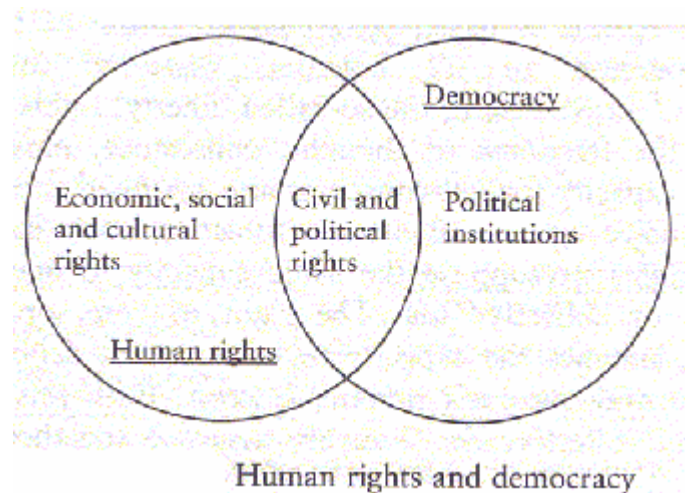 Democracy
Economic, social
and cultural
rights
Civil and
political
rights
Political
institutions
Human rights
Human rights and democracy